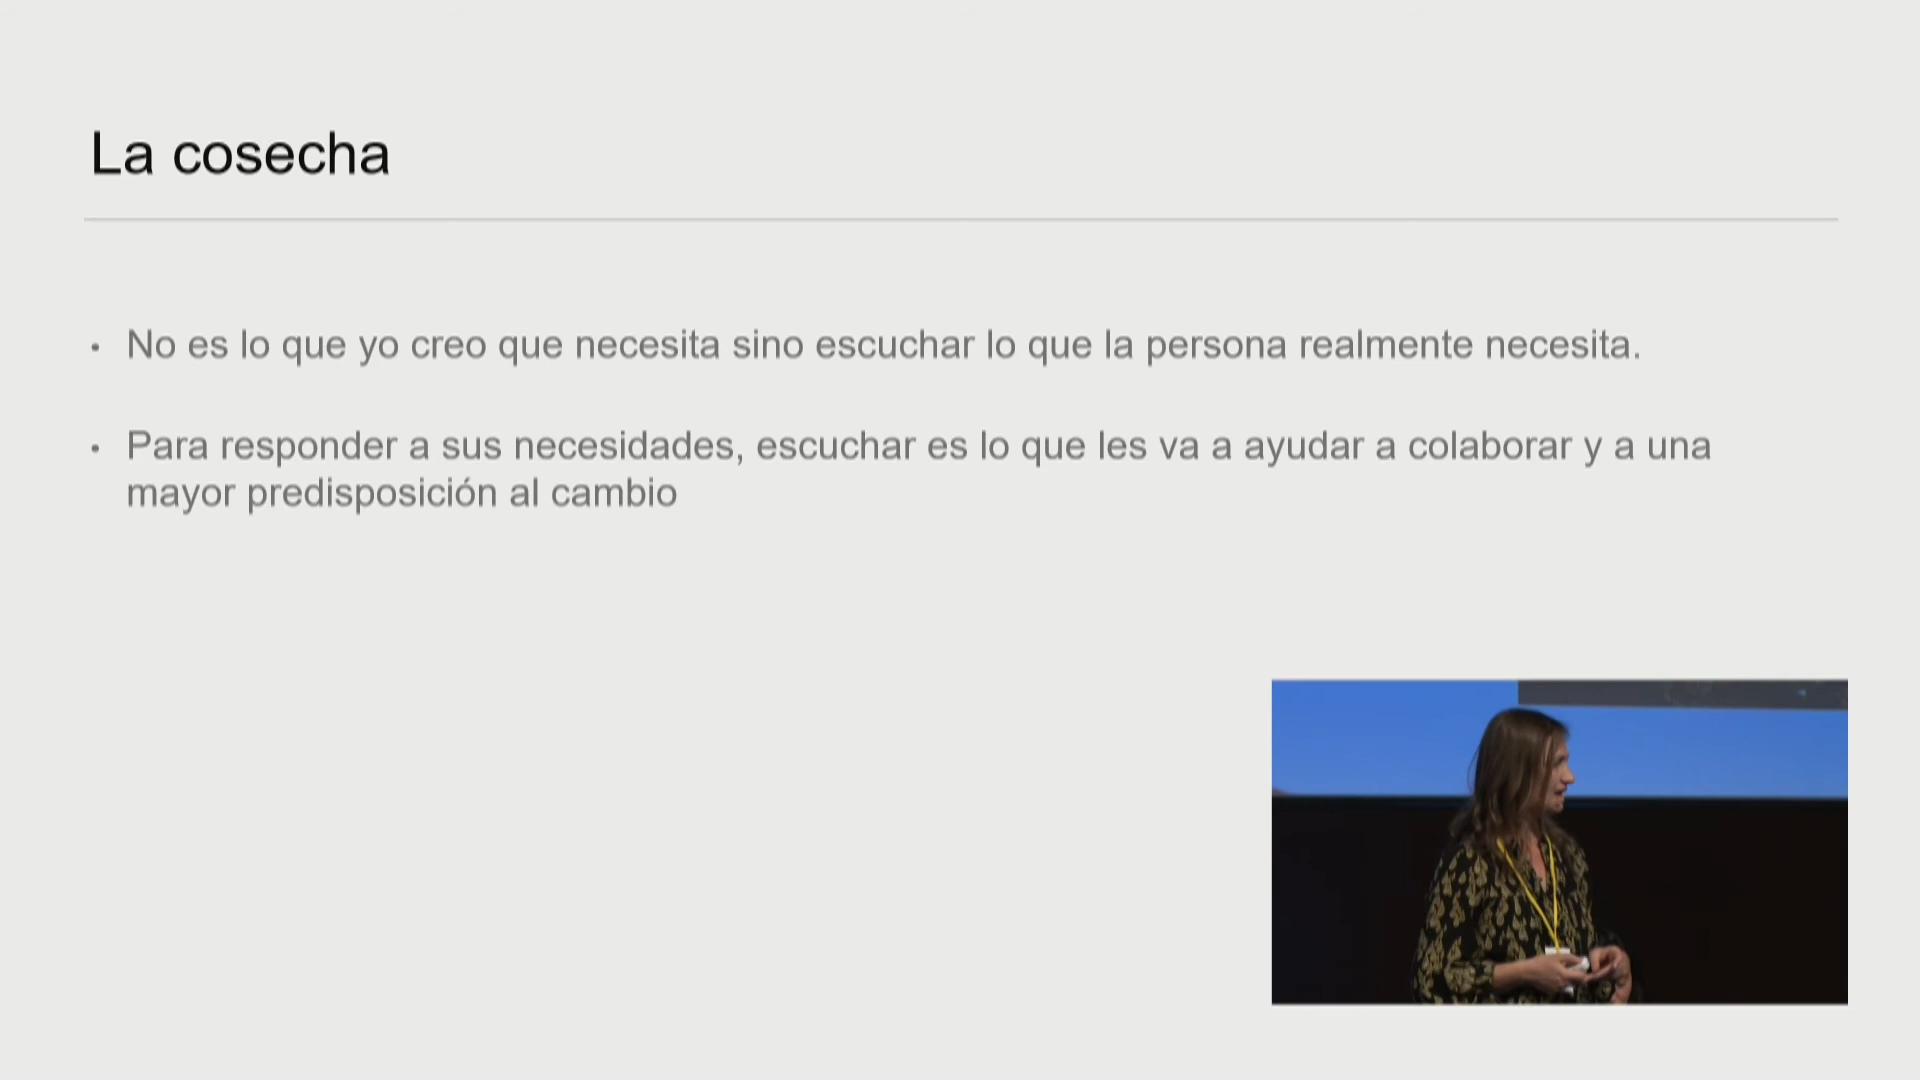 La cosecha
• No es lo que yo creo que necesita sino escuchar lo que la persona realmente necesita.
• Para responder a sus necesidades, escuchar es lo que les va a ayudar a colaborar y a una
mayor predisposición al cambio